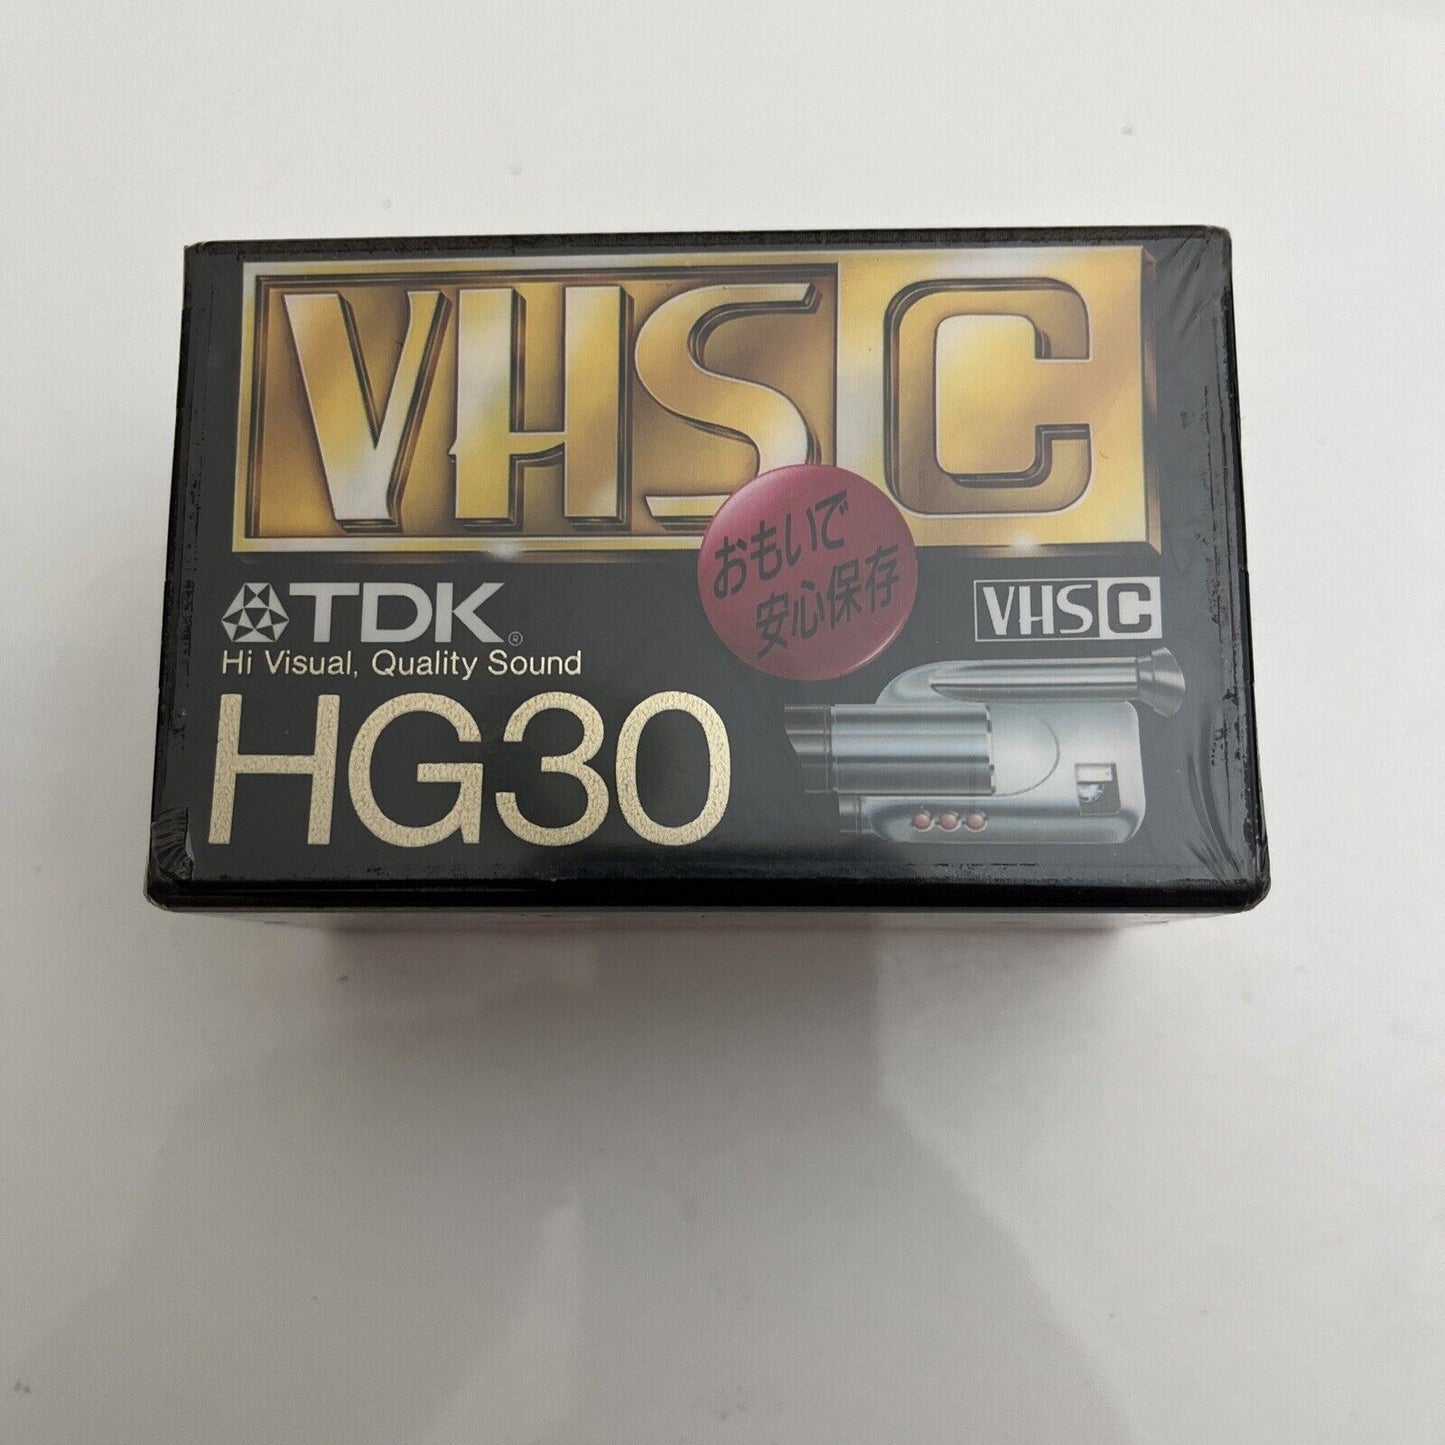 VHS C
おもいで
安心保存
TDK®
VHS C
Hi Visual, Quality Sound
HG30